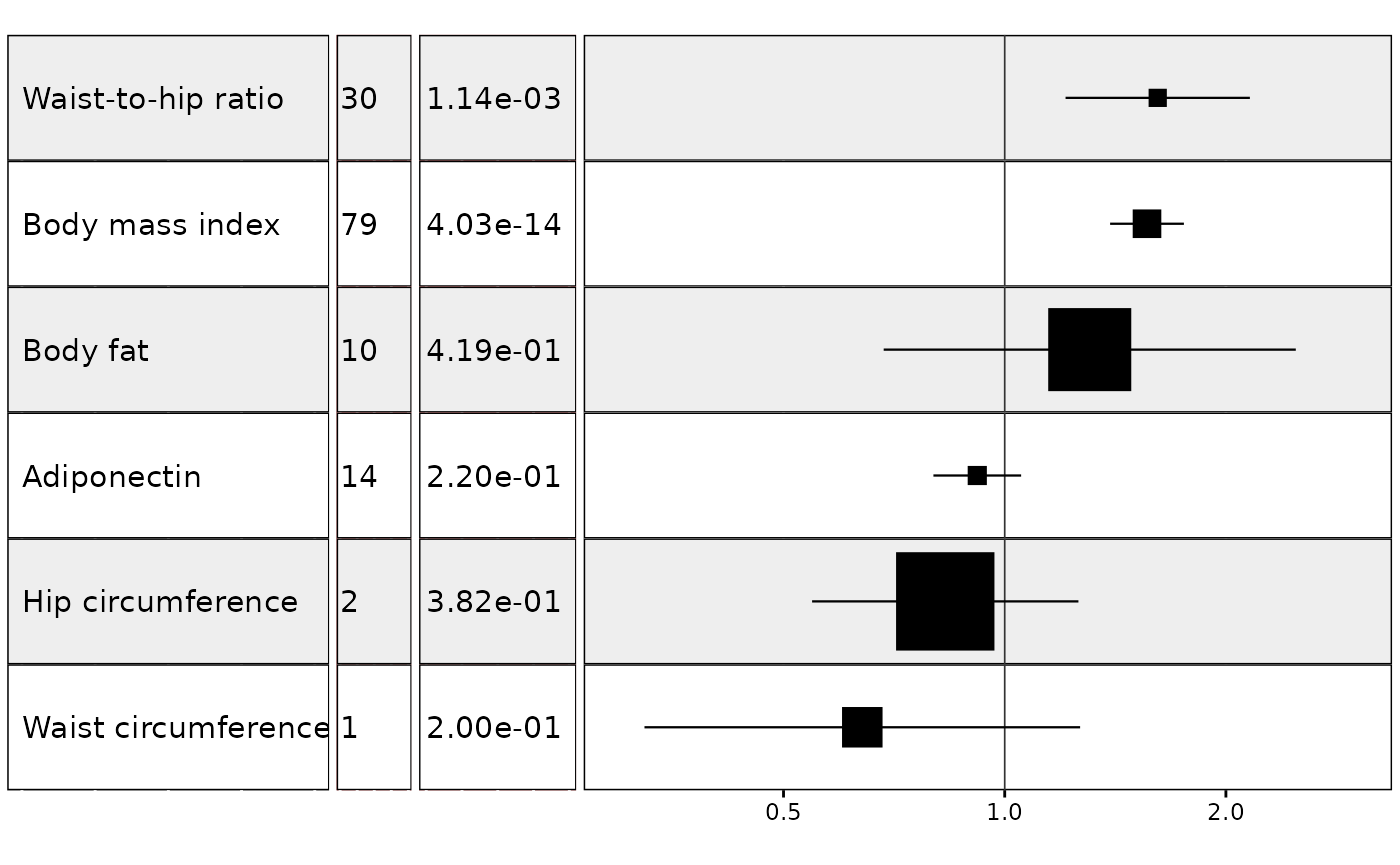 Waist-to-hip ratio 30 1.14e-03
Body mass index 79 4.03e-14
Body fat 10 4.19e-01
Adiponectin 14 2.20e-01
Hip circumference 2 3.82e-01
Waist circumference 1 2.00e-01
0.5 1.0 2.0